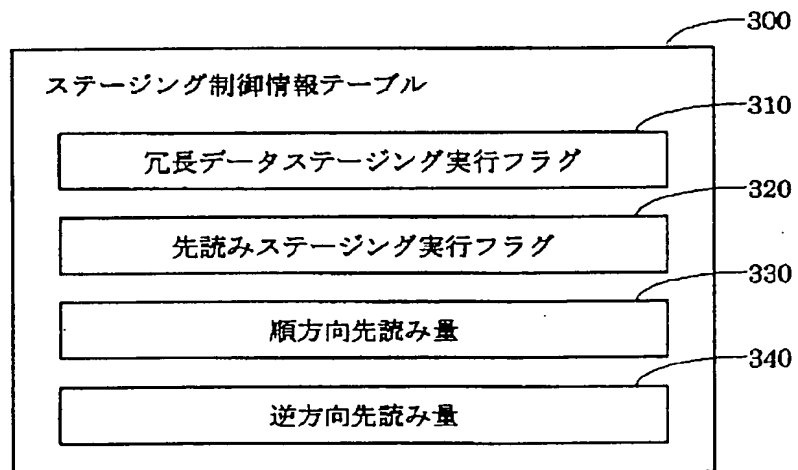 300
ステージング制御情報テーブル
310
冗長データステージング実行フラグ
320
先読みステージング実行フラグ
330
順方向先読み量
340
逆方向先読み量